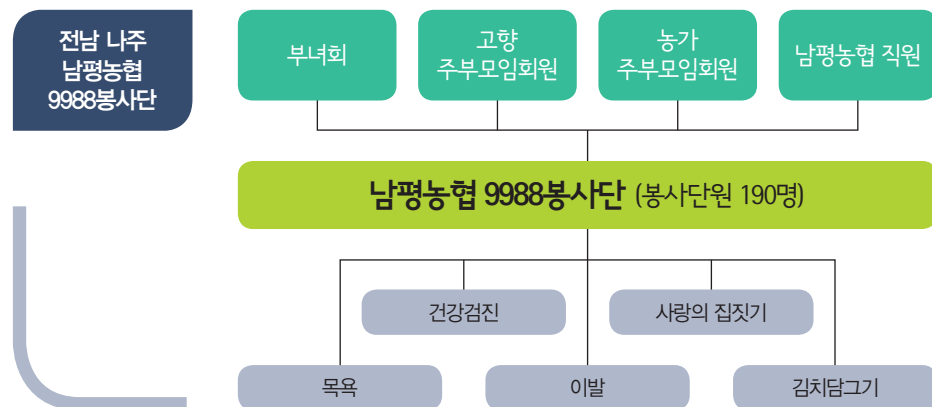 전남 나주
남평농협
9988봉사단
부녀회
고향
주부모임회원
농가
주부모임회원
남평농협 직원
남평농협 9988봉사단 (봉사단원 190명)
건강검진
사랑의 집짓기
목욕
이발
김치담그기